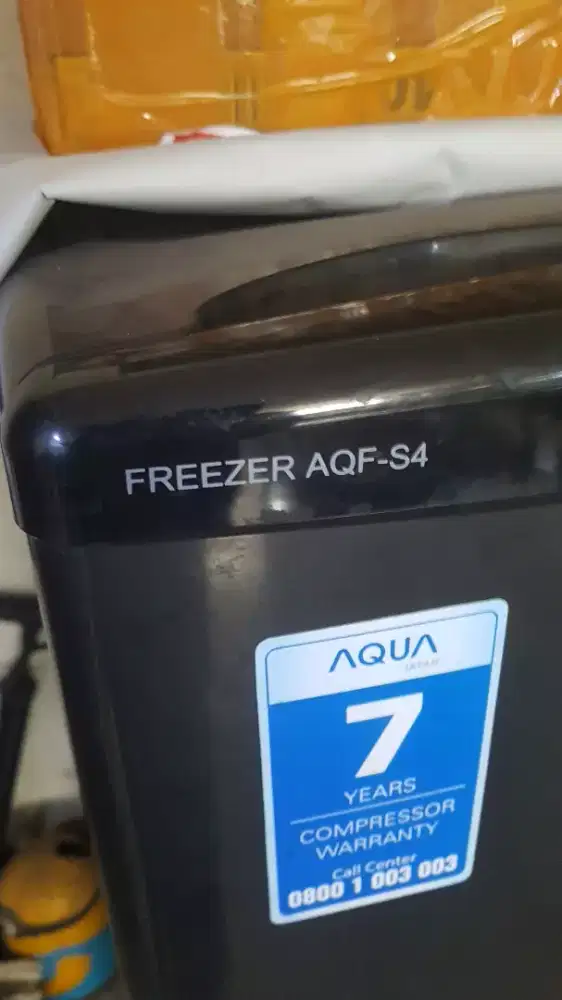 FREEZER AQF-S4
AQUA
7
YEARS
COMPRESSOR
WARRANTY
Call Center
0800 1 003 003